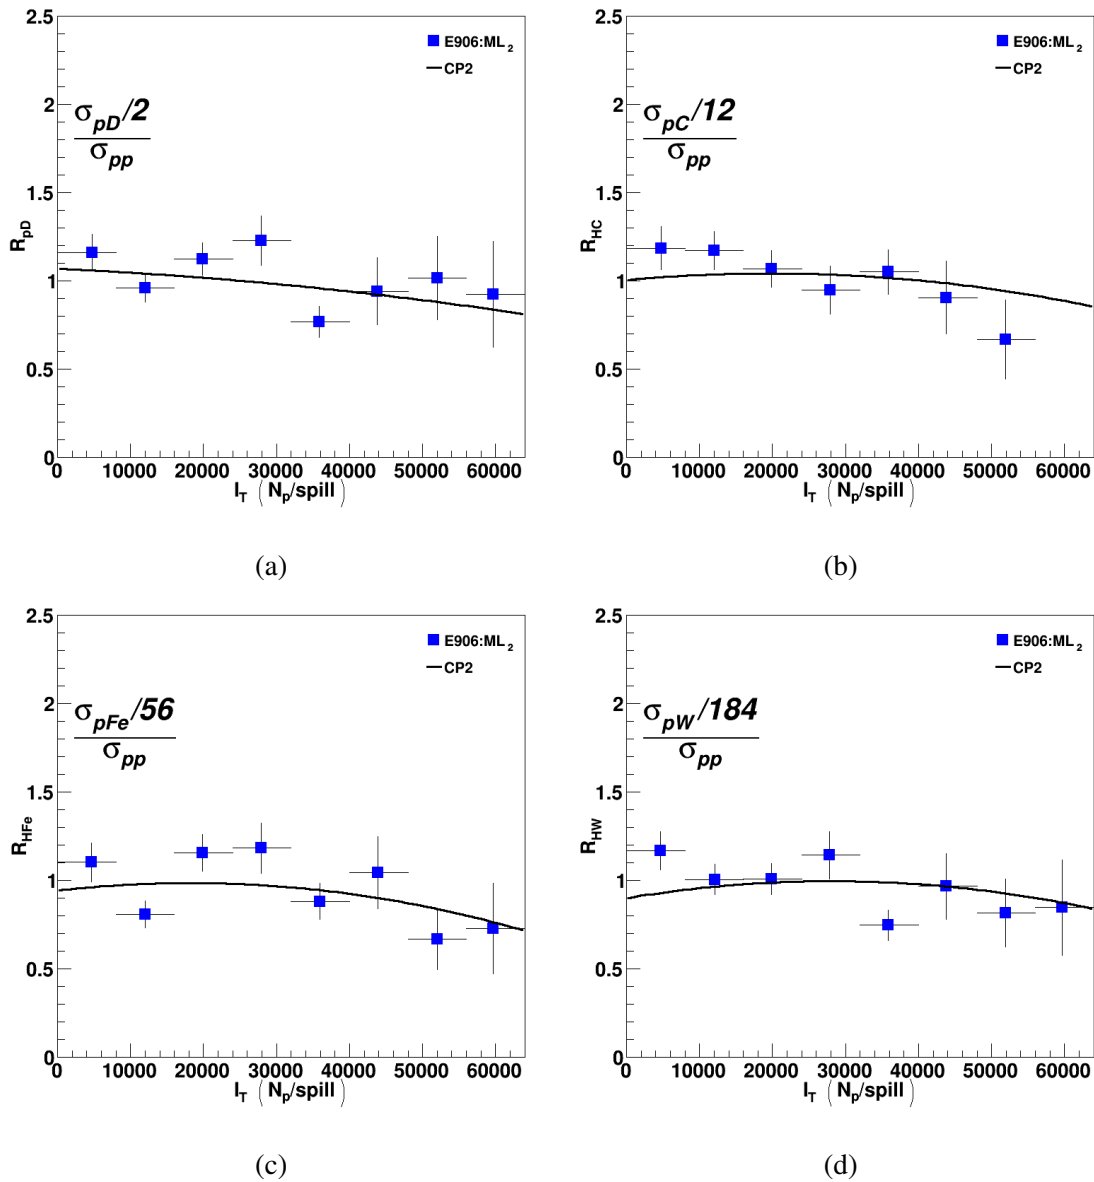 2.5
E906:ML2
CP2
2
σpD/2
σpp
1.5
RpD
1
0.5
0
0 10000 20000 30000 40000 50000 60000
IT ( Np/spill )
(a)
2.5
E906:ML2
CP2
2
σpC/12
σpp
1.5
RHC
1
0.5
0
0 10000 20000 30000 40000 50000 60000
IT ( Np/spill )
(b)
2.5
E906:ML2
CP2
2
σpFe/56
σpp
1.5
RHFe
1
0.5
0
0 10000 20000 30000 40000 50000 60000
IT ( Np/spill )
(c)
2.5
E906:ML2
CP2
2
σpW/184
σpp
1.5
RHW
1
0.5
0
0 10000 20000 30000 40000 50000 60000
IT ( Np/spill )
(d)